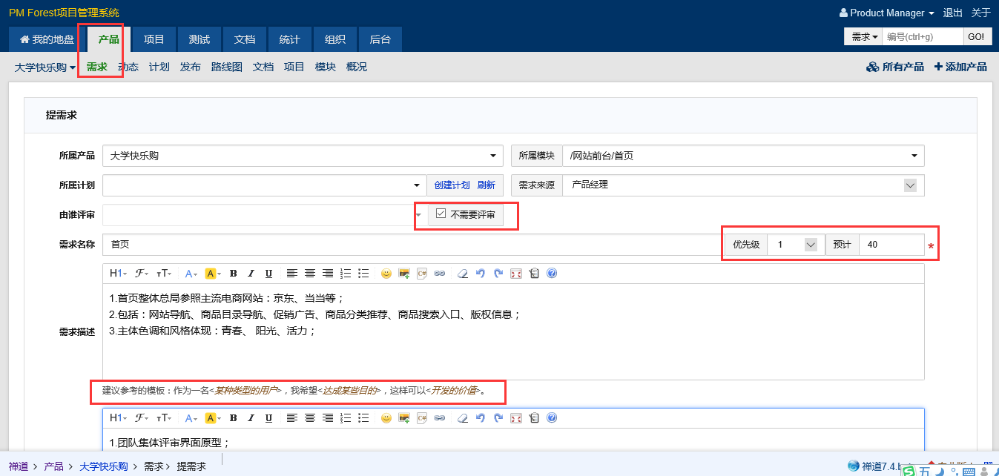 PM Forest项目管理系统 Product Manager 退出 关于
我的地盘 产品 项目 测试 文档 统计 组织 后台 需求 编号(ctrl+g) GO!
大学快乐购 需求 动态 计划 发布 路线图 文档 项目 模块 概况 所有产品 添加产品
提需求
所属产品 大学快乐购 所属模块 /网站前台/首页
所属计划 创建计划 刷新 需求来源 产品经理
由谁评审 不需要评审
需求名称 首页 优先级 1 预计 40 *
H1 F TT A A B I U C#
1.首页整体总局参照主流电商网站：京东、当当等；
2.包括：网站导航、商品目录导航、促销广告、商品分类推荐、商品搜索入口、版权信息；
3.主体色调和风格体现：青春、 阳光、活力；
需求描述
建议参考的模板：作为一名<某种类型的用户>，我希望<达成某些目的>，这样可以<开发的价值>。
H1 F TT A A B I U C#
1.团队集体评审界面原型；
禅道 > 产品 > 大学快乐购 > 需求 > 提需求 禅道7.4.
五